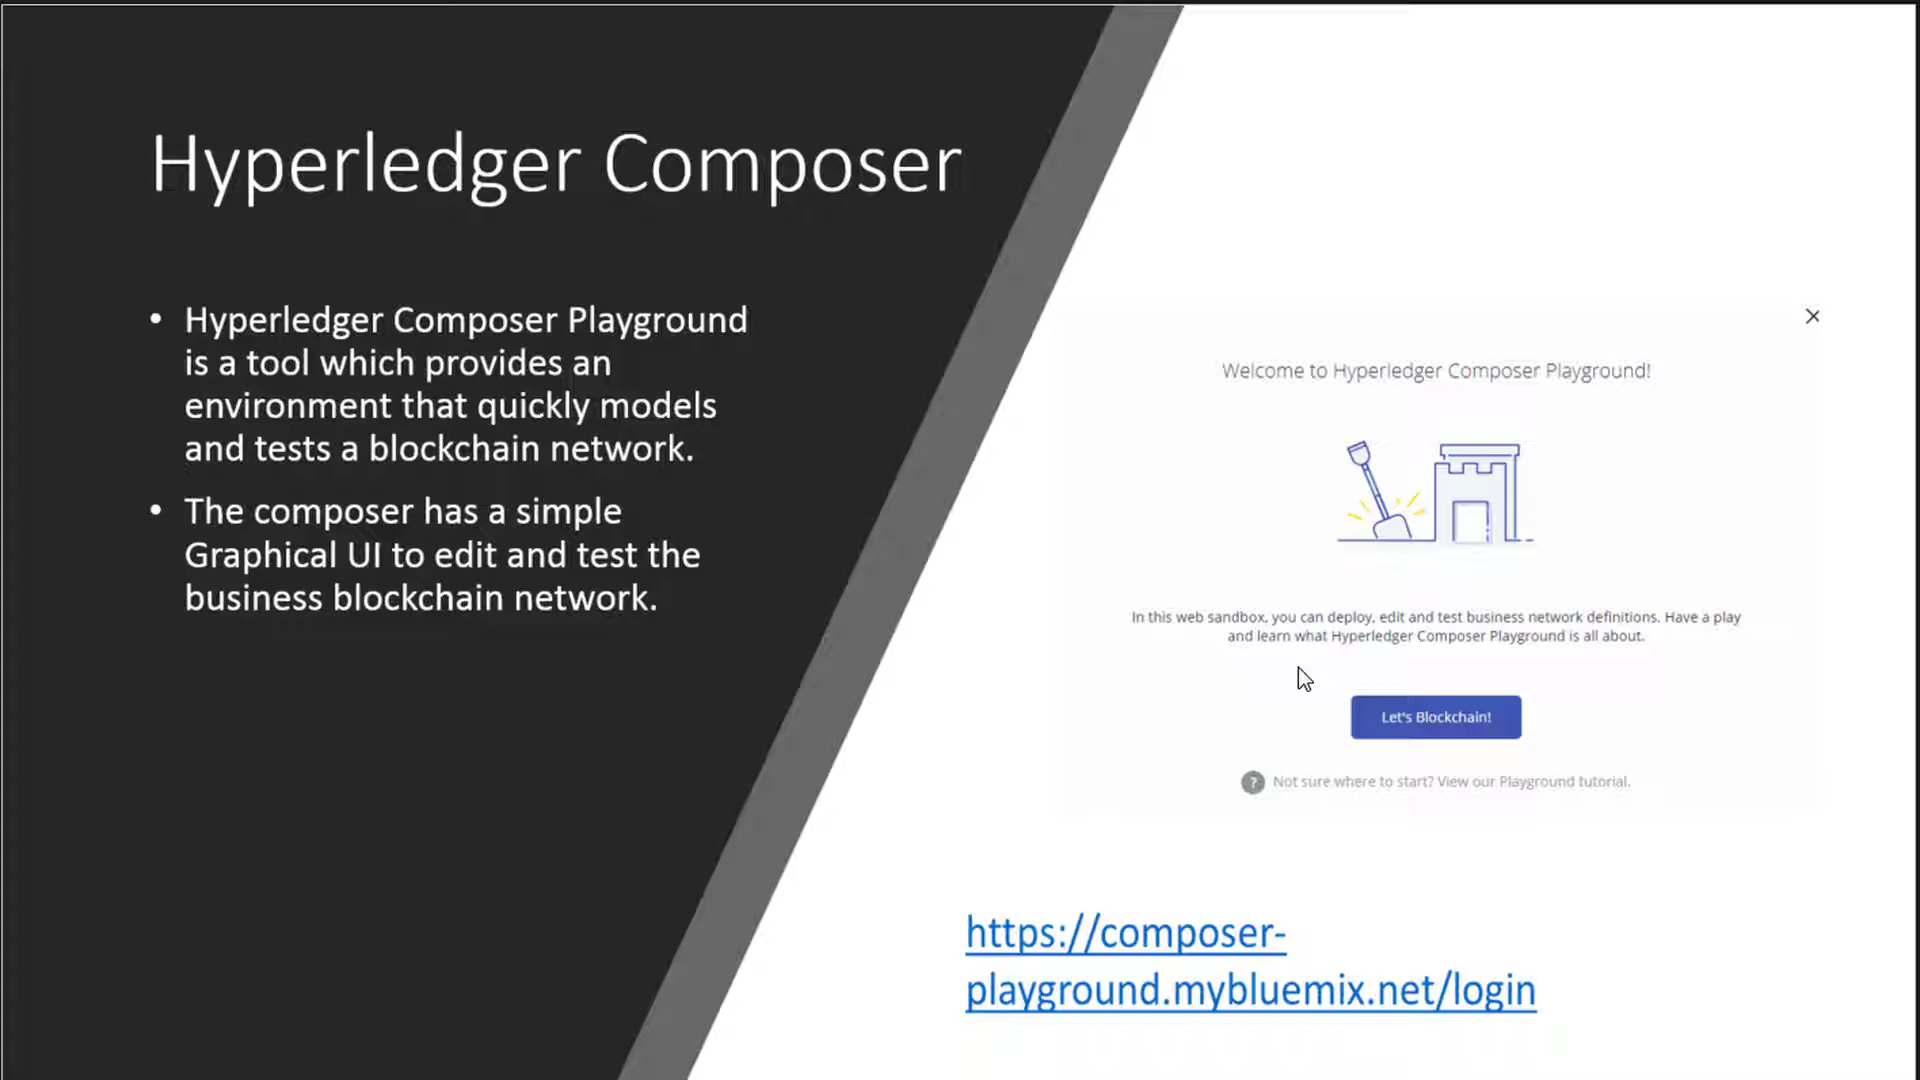 Hyperledger Composer
• Hyperledger Composer Playground
is a tool which provides an
environment that quickly models
and tests a blockchain network.
• The composer has a simple
Graphical UI to edit and test the
business blockchain network.
Welcome to Hyperledger Composer Playground!
In this web sandbox, you can deploy, edit and test business network definitions. Have a play
and learn what Hyperledger Composer Playground is all about.
Let's Blockchain!
? Not sure where to start? View our Playground tutorial.
https://composer-
playground.mybluemix.net/login